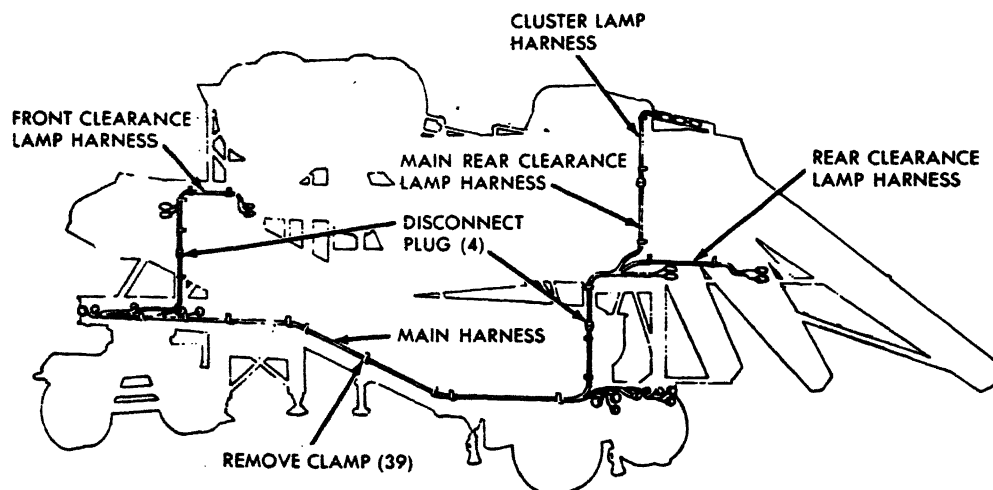 CLUSTER LAMP
HARNESS
FRONT CLEARANCE
LAMP HARNESS
MAIN REAR CLEARANCE
LAMP HARNESS
REAR CLEARANCE
LAMP HARNESS
DISCONNECT
PLUG (4)
MAIN HARNESS
REMOVE CLAMP (39)